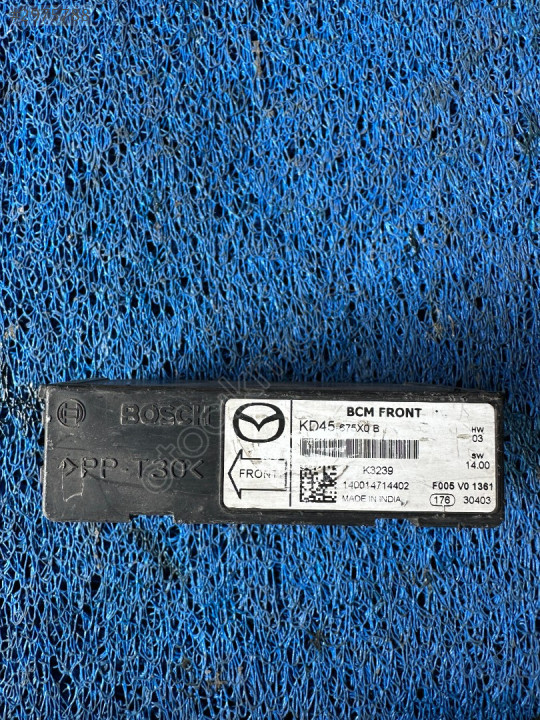 BOSCH
>PP-T30<
BCM FRONT
KD45 675X0 B
HW
03
K3239
SW
14.00
FRONT
140014714402
F005 V0 1361
MADE IN INDIA
176
30403